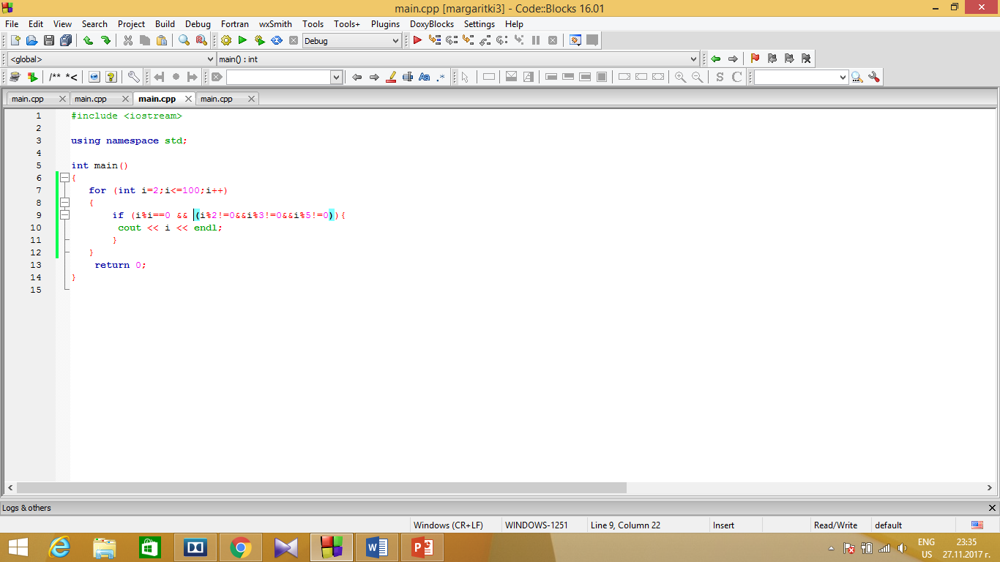 main.cpp [margaritki3] - Code::Blocks 16.01
File Edit View Search Project Build Debug Fortran wxSmith Tools Tools+ Plugins DoxyBlocks Settings Help
Debug
<global> main() : int
/** *< Aa .* S C
main.cpp main.cpp main.cpp main.cpp
1 #include <iostream>
2
3 using namespace std;
4
5 int main()
6 {
7 for (int i=2;i<=100;i++)
8 {
9 if (i%i==0 && (i%2!=0&&i%3!=0&&i%5!=0)){
10 cout << i << endl;
11 }
12 }
13 return 0;
14 }
15
Logs & others
Windows (CR+LF) WINDOWS-1251 Line 9, Column 22 Insert Read/Write default
ENG 23:35
US 27.11.2017 г.